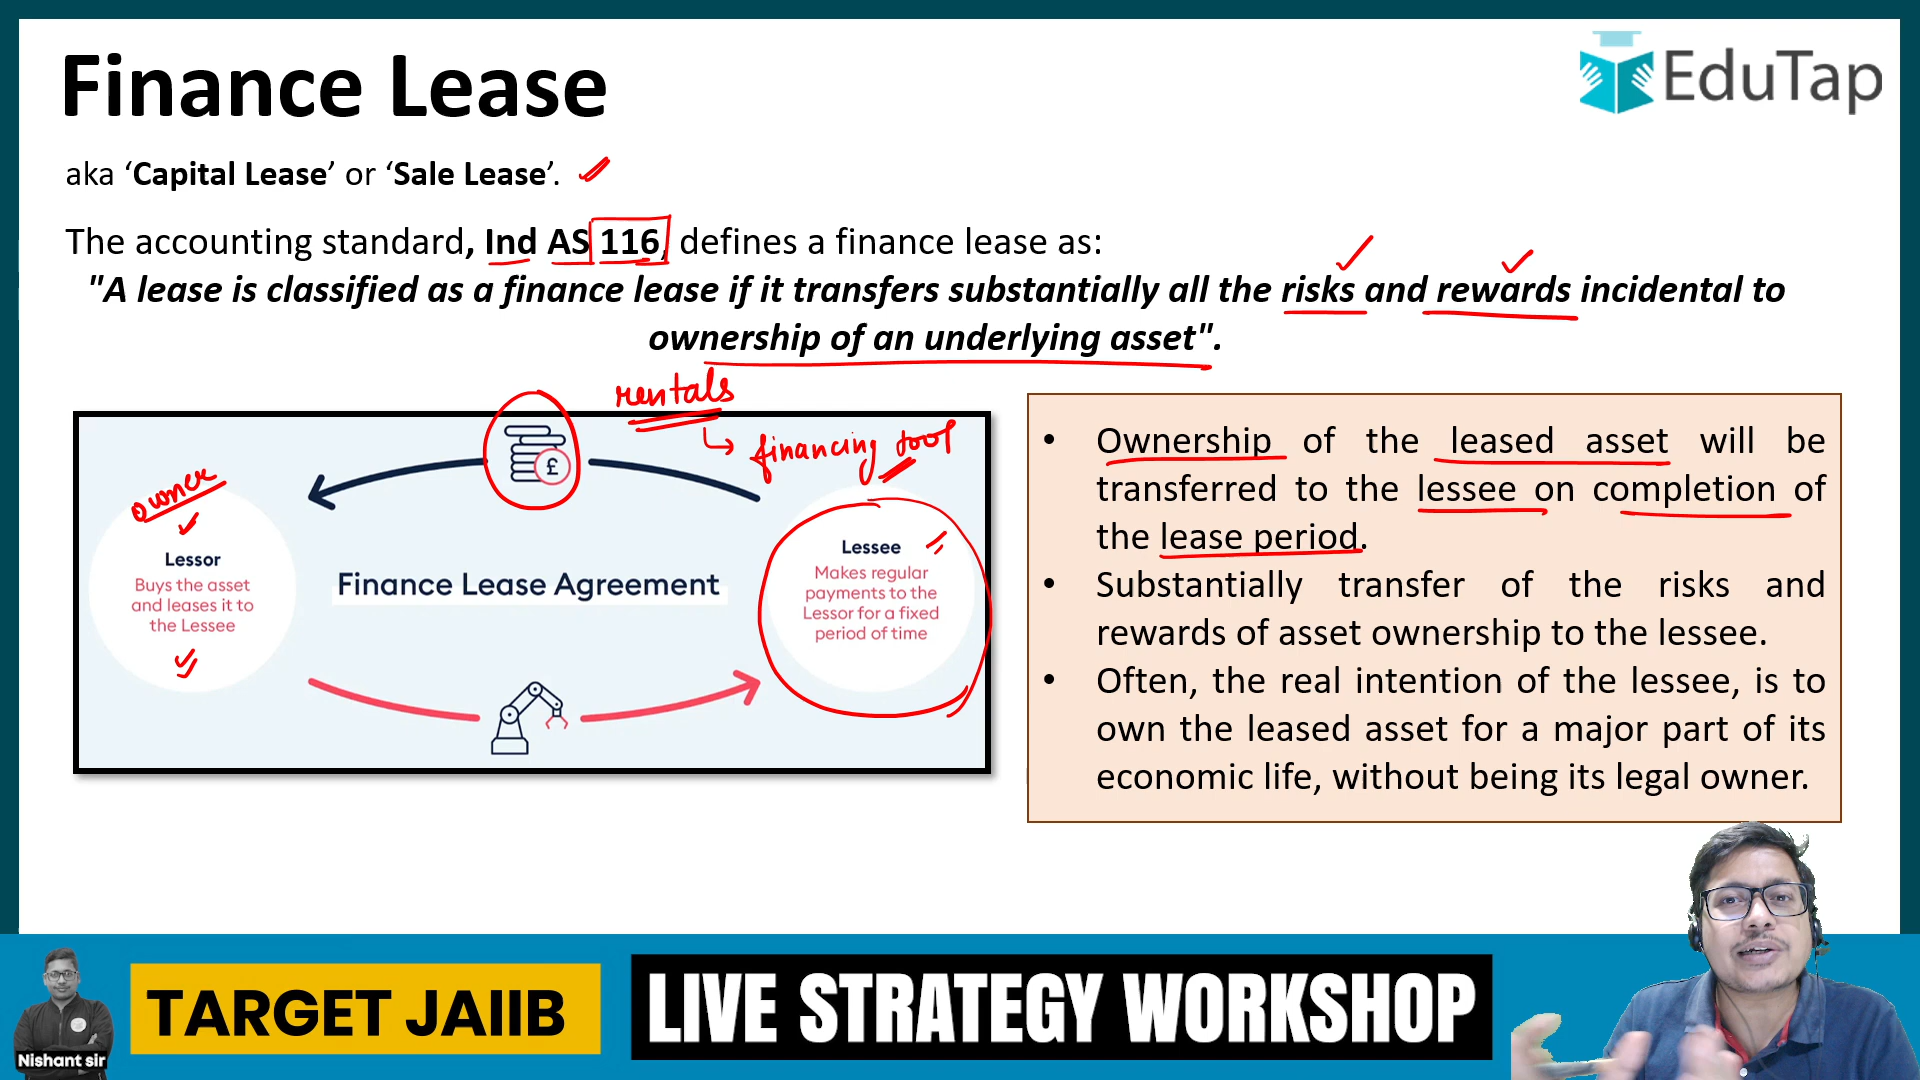 Finance Lease
EduTap
aka ‘Capital Lease’ or ‘Sale Lease’.
The accounting standard, Ind AS 116, defines a finance lease as:
"A lease is classified as a finance lease if it transfers substantially all the risks and rewards incidental to
ownership of an underlying asset".
rentals
financing tool
owner
£
Lessor
Buys the asset
and leases it to
the Lessee
Finance Lease Agreement
Lessee
Makes regular
payments to the
Lessor for a fixed
period of time
• Ownership of the leased asset will be
transferred to the lessee on completion of
the lease period.
• Substantially transfer of the risks and
rewards of asset ownership to the lessee.
• Often, the real intention of the lessee, is to
own the leased asset for a major part of its
economic life, without being its legal owner.
Nishant sir
TARGET JAIIB
LIVE STRATEGY WORKSHOP